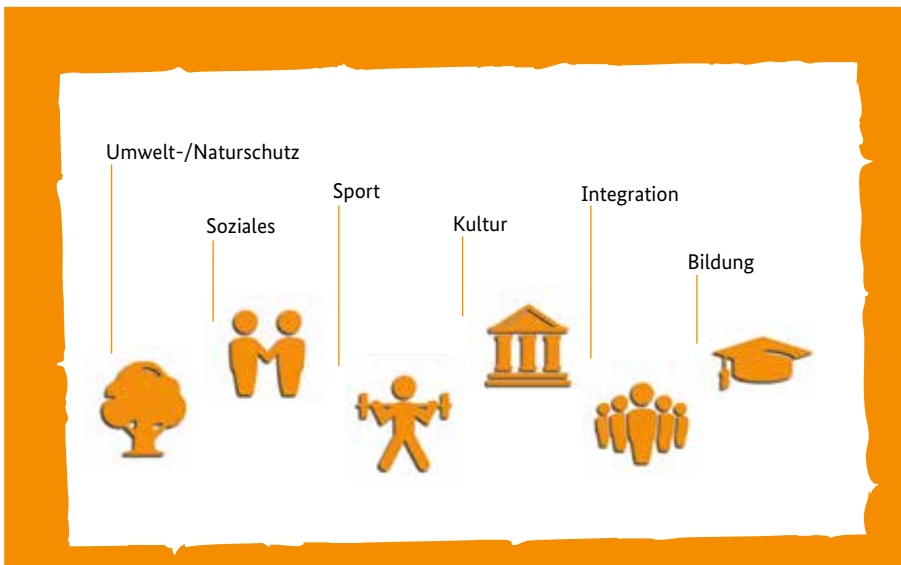 Umwelt-/Naturschutz
Soziales
Sport
Kultur
Integration
Bildung